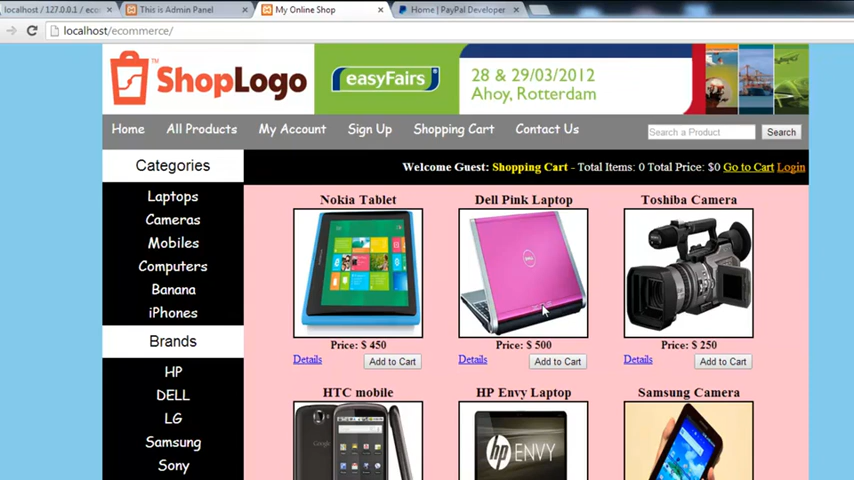 localhost / 127.0.0.1 / eco
This is Admin Panel
My Online Shop
Home | PayPal Developer
localhost/ecommerce/
ShopLogo
TM
easyFairs
28 & 29/03/2012
Ahoy, Rotterdam
Home
All Products
My Account
Sign Up
Shopping Cart
Contact Us
Search a Product
Search
Categories
Welcome Guest: Shopping Cart - Total Items: 0 Total Price: $0 Go to Cart Login
Laptops
Cameras
Mobiles
Computers
Banana
iPhones
Brands
HP
DELL
LG
Samsung
Sony
Nokia Tablet
Dell Pink Laptop
Toshiba Camera
DELL
Price: $ 450
Price: $ 500
Price: $ 250
Details
Add to Cart
Details
Add to Cart
Details
Add to Cart
HTC mobile
HP Envy Laptop
Samsung Camera
Google
hp ENVY